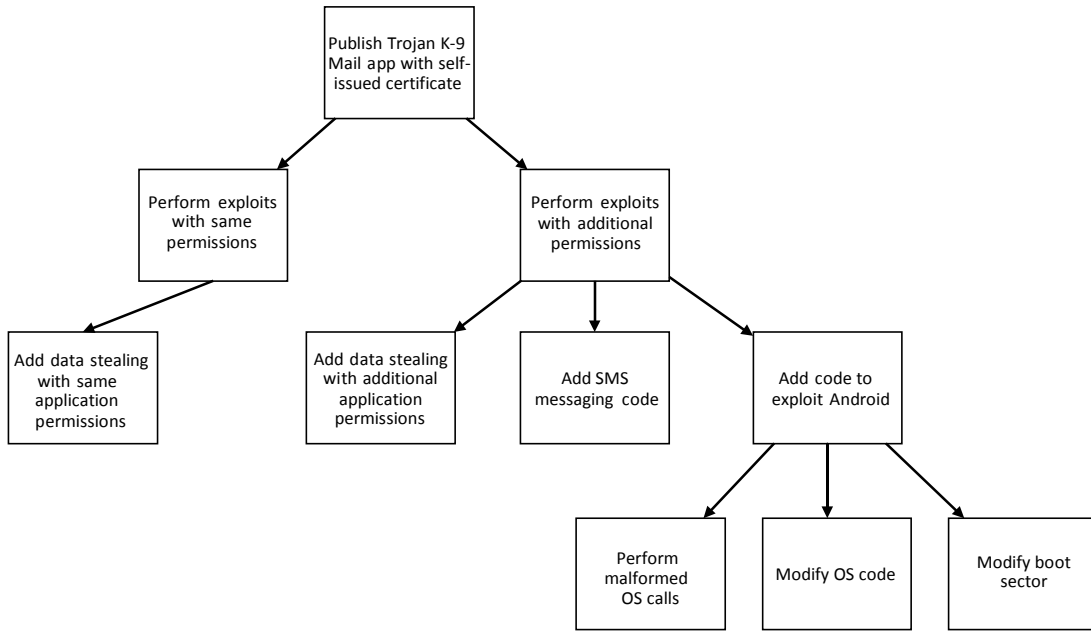 Publish Trojan K-9
Mail app with self-
issued certificate
Perform exploits
with same
permissions
Perform exploits
with additional
permissions
Add data stealing
with same
application
permissions
Add data stealing
with additional
application
permissions
Add SMS
messaging code
Add code to
exploit Android
Perform
malformed
OS calls
Modify OS code
Modify boot
sector